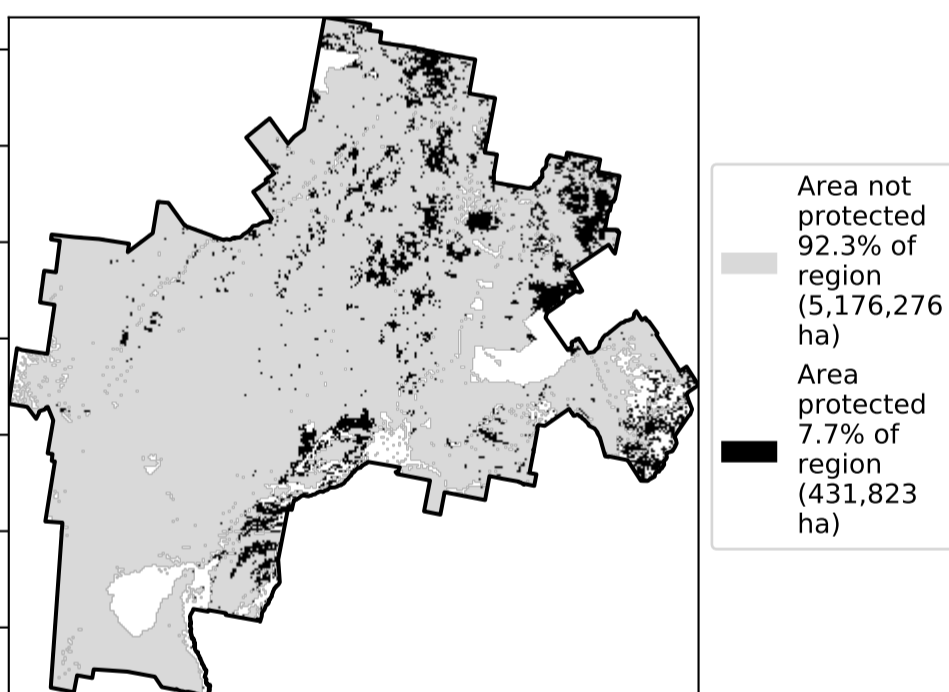 Area not
protected
92.3% of
region
(5,176,276
ha)
Area
protected
7.7% of
region
(431,823
ha)